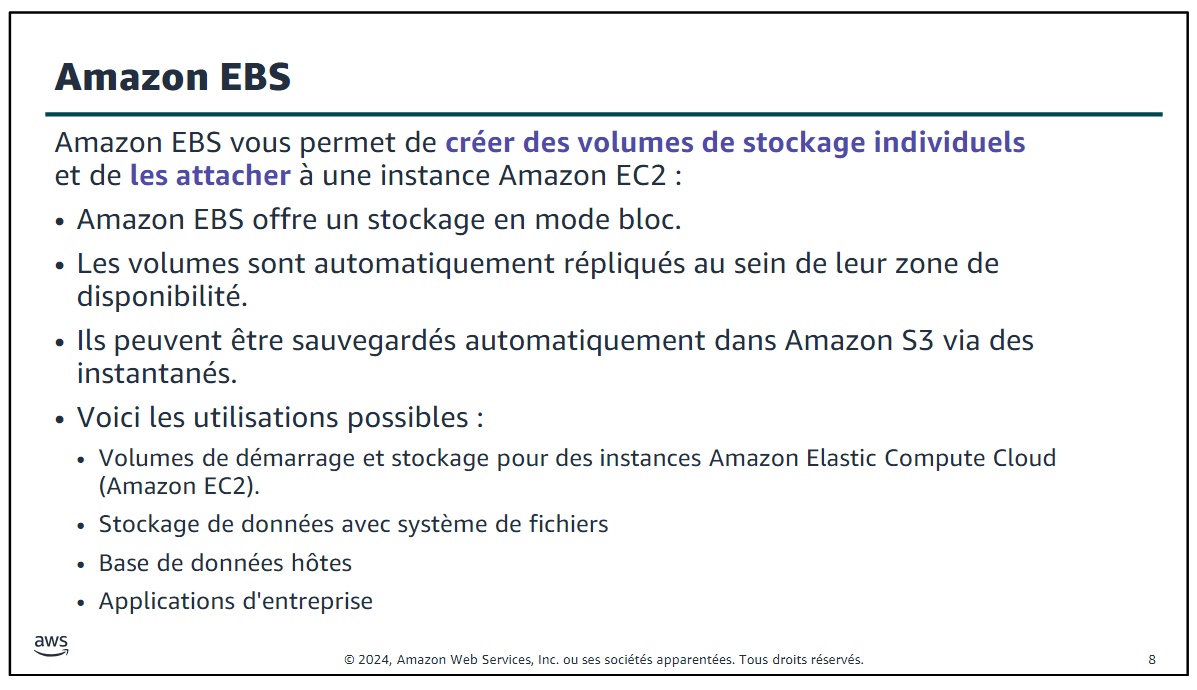 Amazon EBS
Amazon EBS vous permet de créer des volumes de stockage individuels
et de les attacher à une instance Amazon EC2 :
• Amazon EBS offre un stockage en mode bloc.
• Les volumes sont automatiquement répliqués au sein de leur zone de
disponibilité.
• Ils peuvent être sauvegardés automatiquement dans Amazon S3 via des
instantanés.
• Voici les utilisations possibles :
• Volumes de démarrage et stockage pour des instances Amazon Elastic Compute Cloud
(Amazon EC2).
• Stockage de données avec système de fichiers
• Base de données hôtes
• Applications d'entreprise
aws
© 2024, Amazon Web Services, Inc. ou ses sociétés apparentées. Tous droits réservés.
8